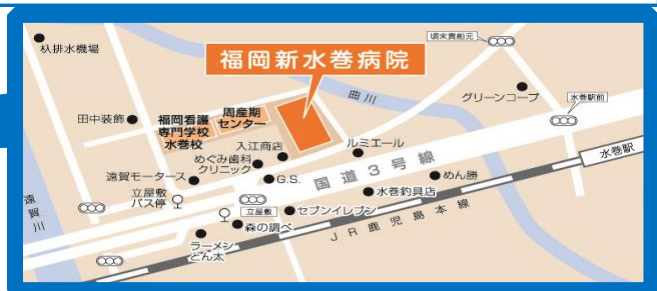 杁排水機場
福岡新水巻病院
頃末貴船元
曲川
グリーンコープ
水巻駅前
田中装飾
福岡看護
専門学校
水巻校
周産期
センター
入江商店
ルミエール
水巻駅
めぐみ歯科
クリニック
遠賀モータース
G.S.
国道3号線
めん勝
水巻釣具店
立屋敷
バス停
遠賀川
立屋敷
セブンイレブン
森の調べ
JR鹿児島本線
ラーメン
どん太